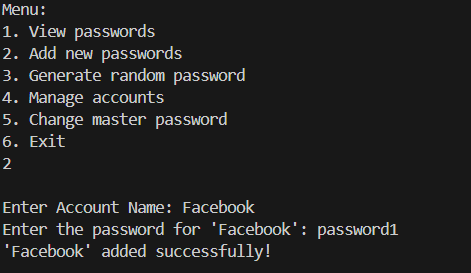 Menu:
1. View passwords
2. Add new passwords
3. Generate random password
4. Manage accounts
5. Change master password
6. Exit
2
Enter Account Name: Facebook
Enter the password for 'Facebook': password1
'Facebook' added successfully!